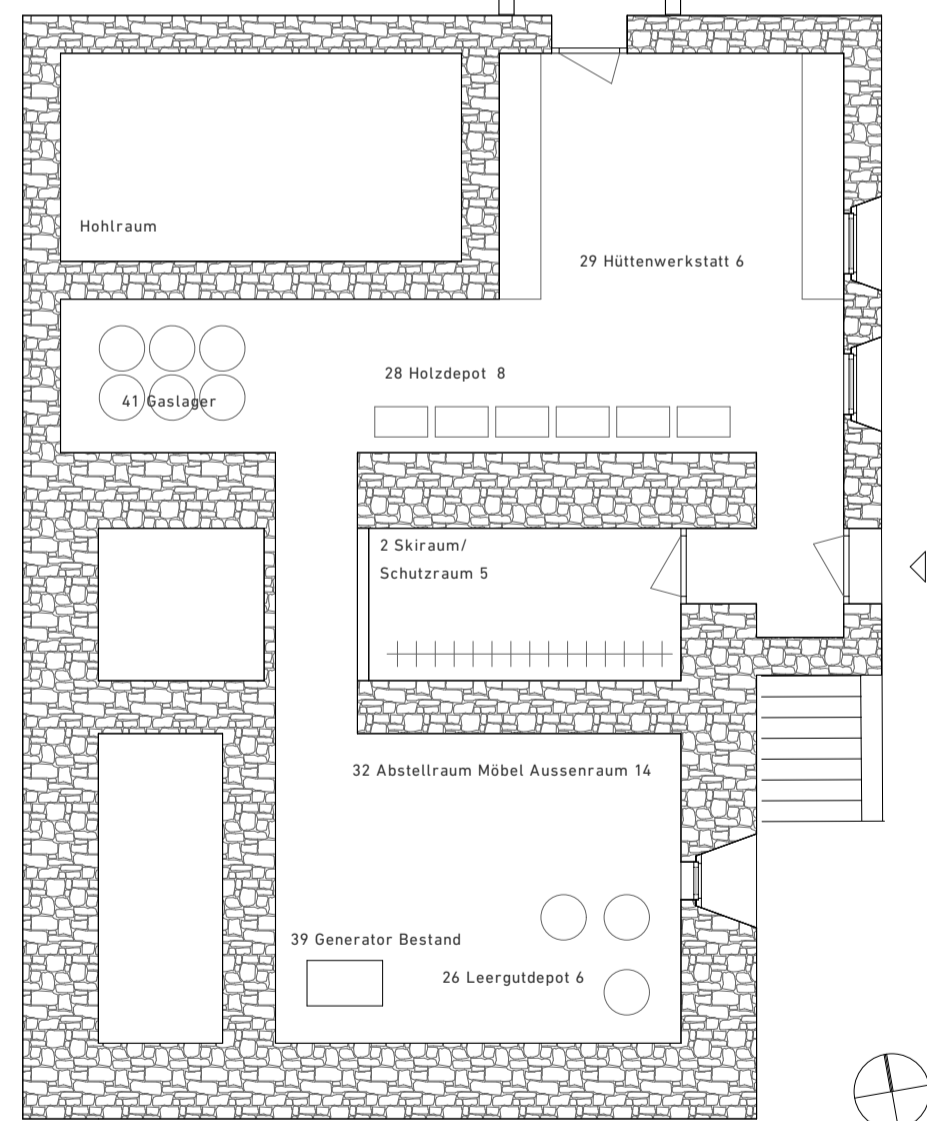 Hohlraum
29 Hüttenwerkstatt 6
28 Holzdepot 8
41 Gaslager
2 Skiraum/
Schutzraum 5
32 Abstellraum Möbel Aussenraum 14
39 Generator Bestand
26 Leergutdepot 6